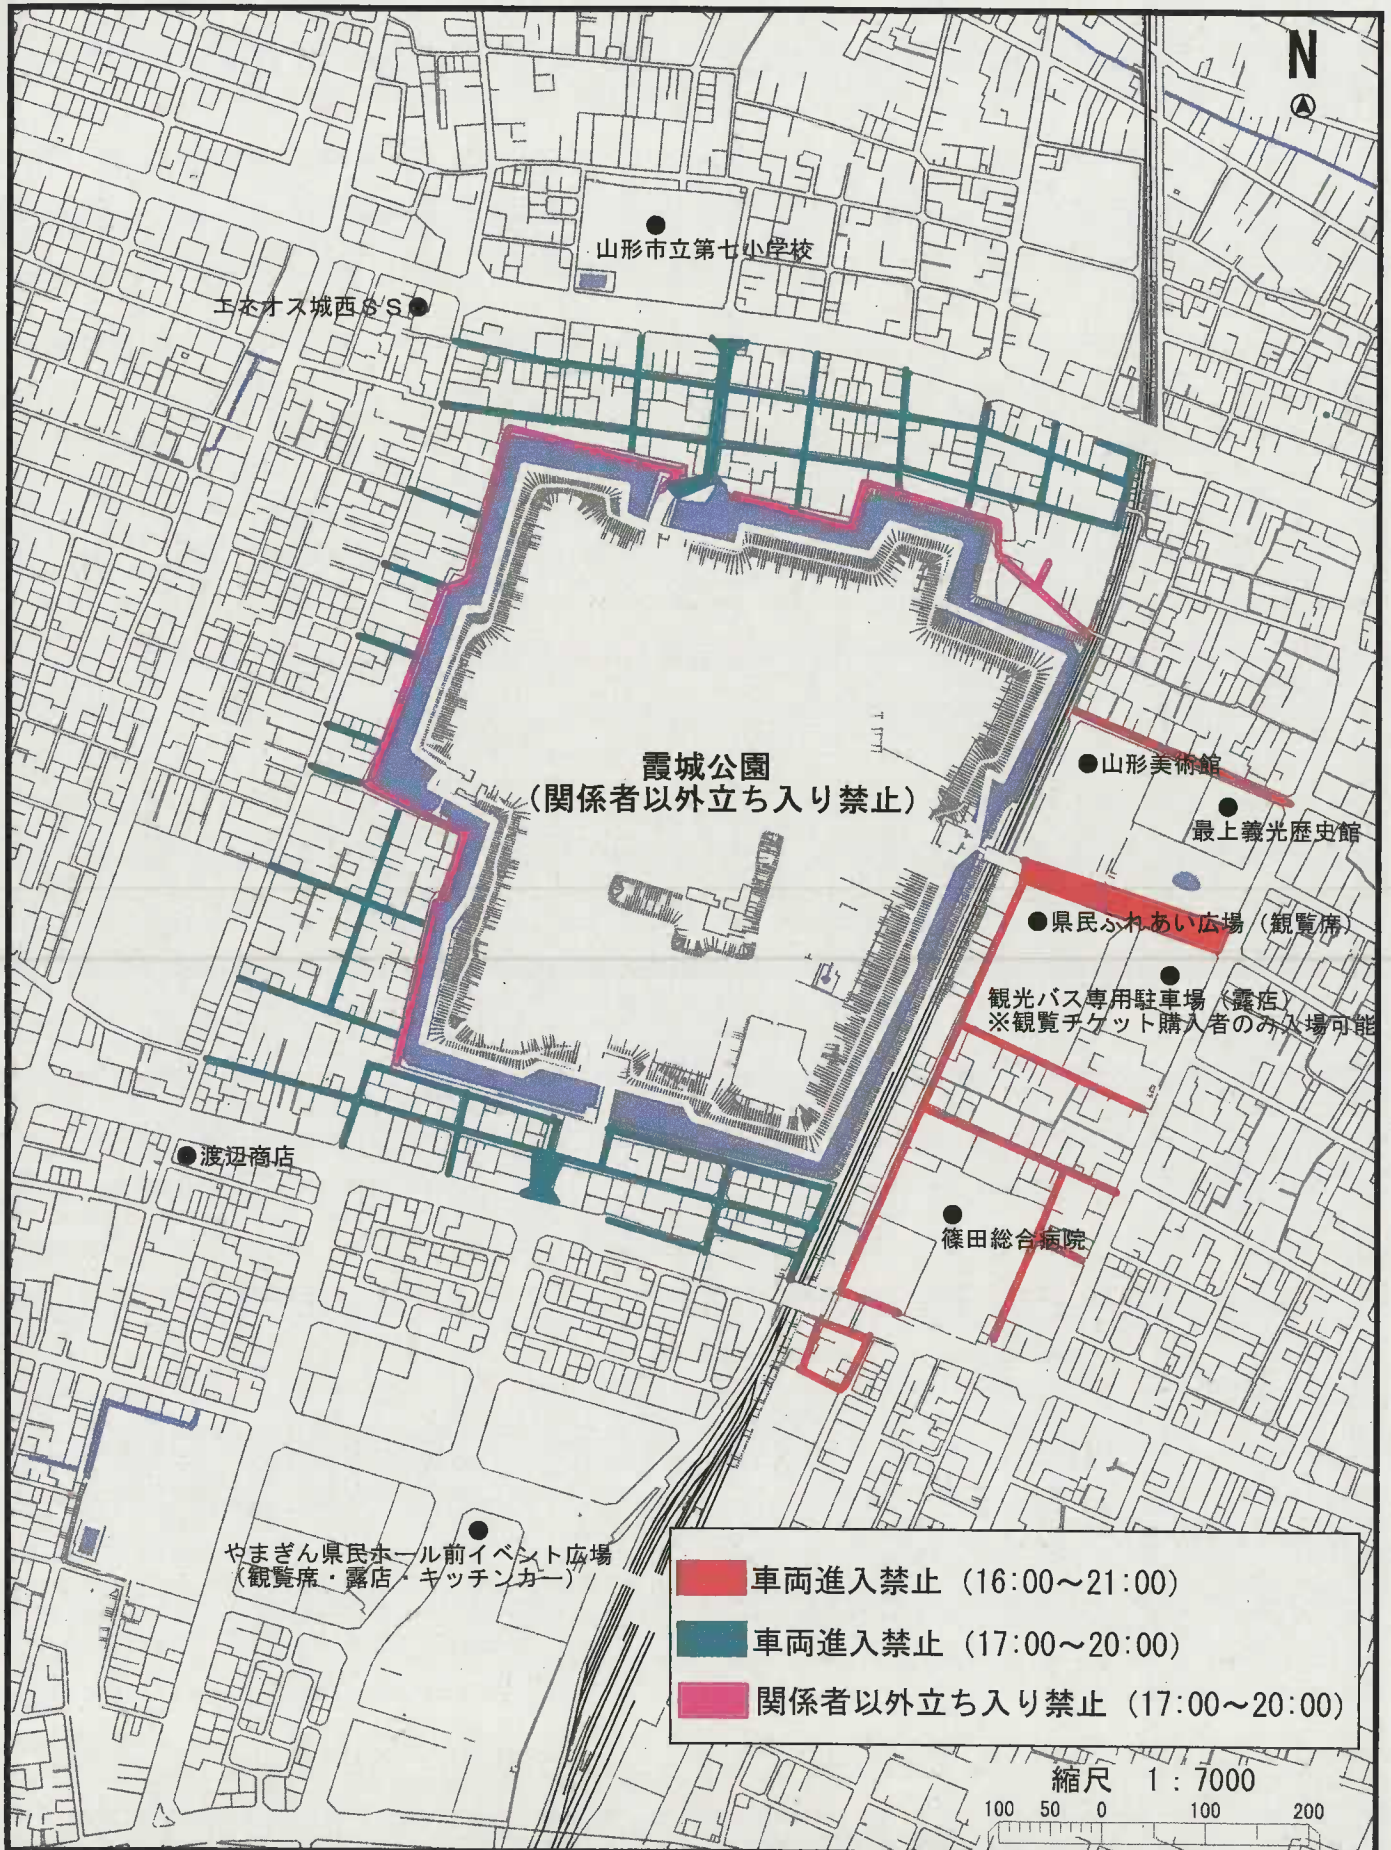 N
山形市立第七小学校
エネオス城西SS
霞城公園
(関係者以外立ち入り禁止)
山形美術館
最上義光歴史館
県民ふれあい広場(観覧席)
観光バス専用駐車場(露店)
※観覧チケット購入者のみ入場可能
渡辺商店
篠田総合病院
やまぎん県民ホール前イベント広場
(観覧席・露店・キッチンカー)
車両進入禁止 (16:00~21:00)
車両進入禁止 (17:00~20:00)
関係者以外立ち入り禁止 (17:00~20:00)
縮尺 1:7000
100 50 0 100 200